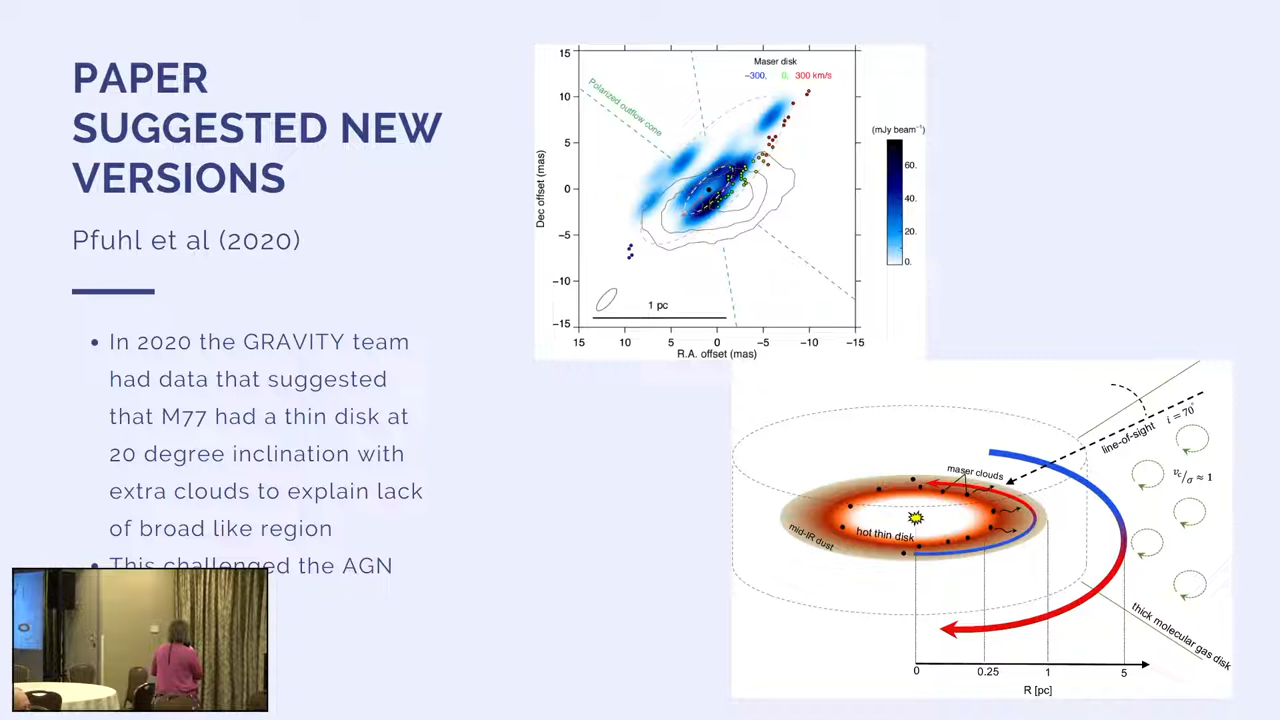 PAPER
SUGGESTED NEW
VERSIONS
Pfuhl et al (2020)
• In 2020 the GRAVITY team
had data that suggested
that M77 had a thin disk at
20 degree inclination with
extra clouds to explain lack
of broad like region
• This challenged the AGN
Maser disk
−300, 0, 300 km/s
Polarized outflow cone
15
10
5
0
−5
−10
−15
Dec offset (mas)
1 pc
15 10 5 0 −5 −10 −15
R.A. offset (mas)
(mJy beam⁻¹)
60.
40.
20.
0.
i = 70°
line-of-sight
maser clouds
v_c/σ ≈ 1
hot thin disk
mid-IR dust
thick molecular gas disk
0 0.25 1 5
R [pc]